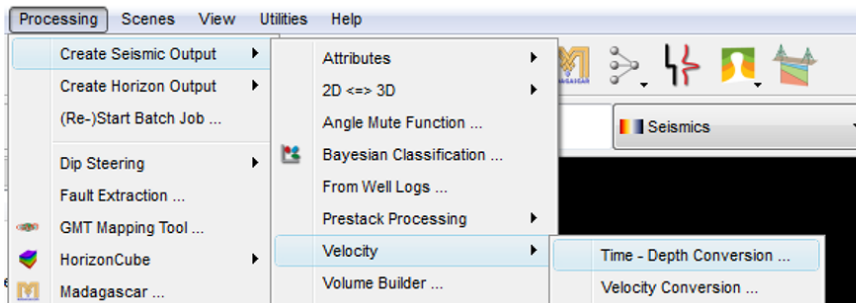 Processing Scenes View Utilities Help
Create Seismic Output
Create Horizon Output
(Re-)Start Batch Job ...
Dip Steering
Fault Extraction ...
GMT Mapping Tool ...
HorizonCube
Madagascar ...
Attributes
2D <=> 3D
Angle Mute Function ...
Bayesian Classification ...
From Well Logs ...
Prestack Processing
Velocity
Volume Builder ...
Time - Depth Conversion ...
Velocity Conversion ...
MADAGASCAR
Seismics